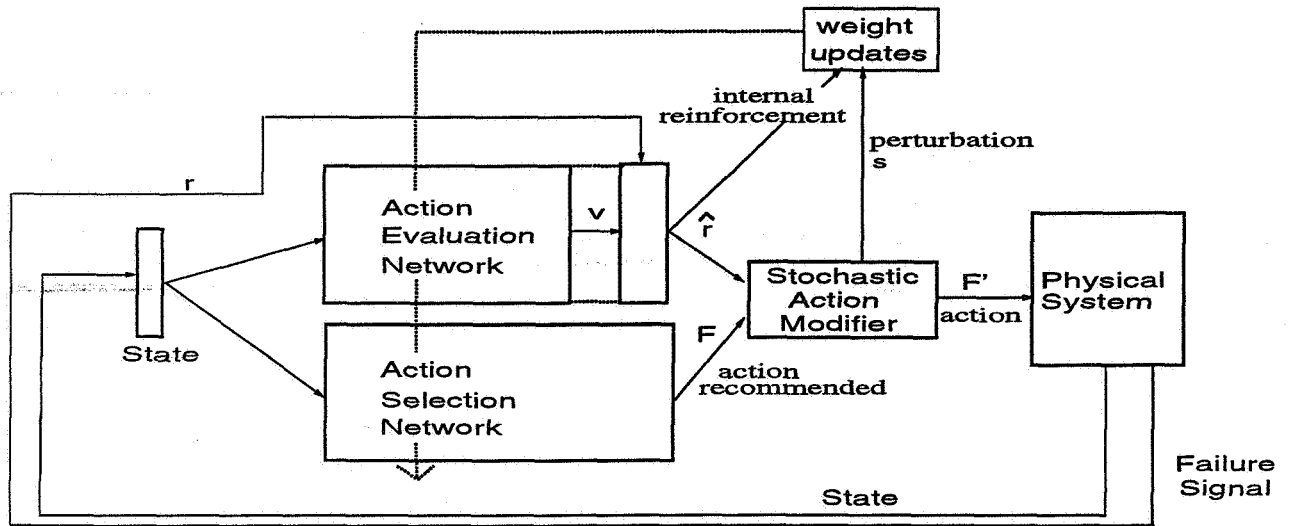 weight
updates
internal
reinforcement
perturbation
s
r
Action
Evaluation
Network
v
r̂
State
Stochastic
Action
Modifier
F'
action
Physical
System
F
action
recommended
Action
Selection
Network
State
Failure
Signal